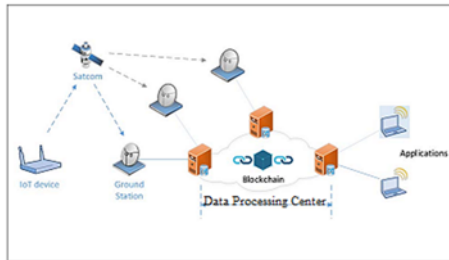 Satcom
IoT device
Ground
Station
Blockchain
Applications
Data Processing Center